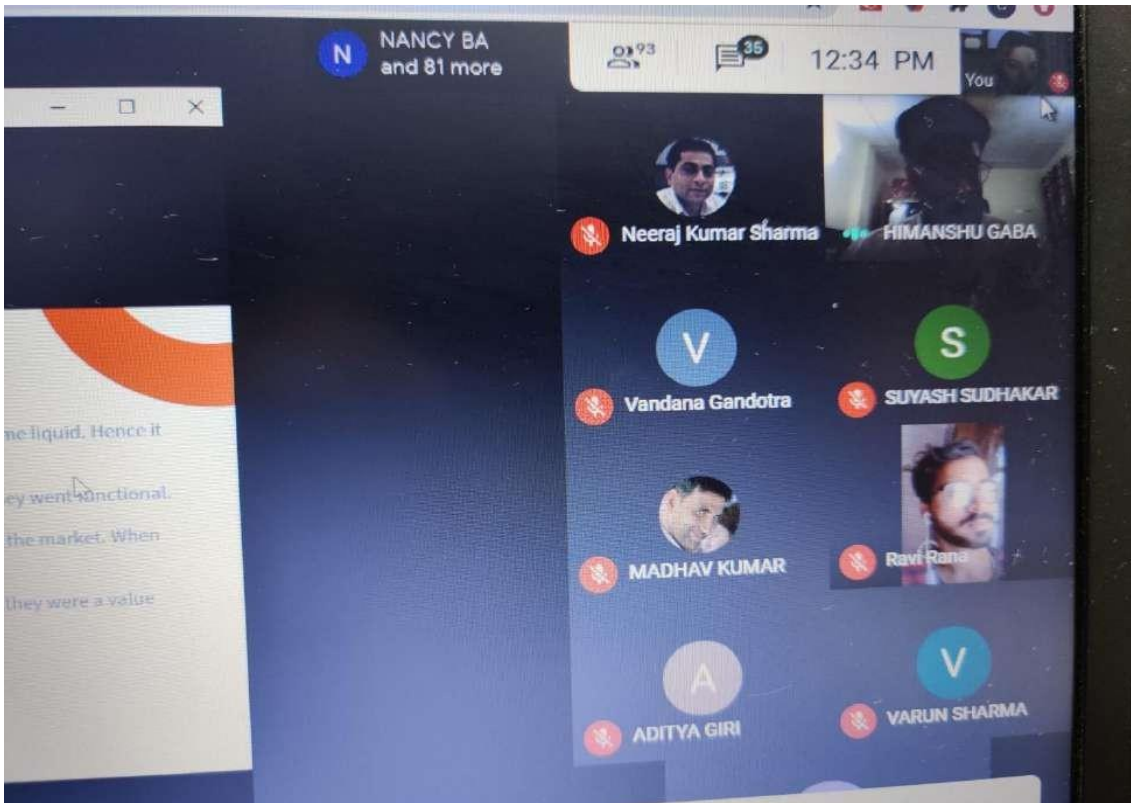 N
NANCY BA
and 81 more
93
35
12:34 PM
You
Neeraj Kumar Sharma
HIMANSHU GABA
V
Vandana Gandotra
S
SUYASH SUDHAKAR
MADHAV KUMAR
Ravi Rana
A
ADITYA GIRI
V
VARUN SHARMA
me liquid. Hence it
ey went functional.
the market. When
they were a value